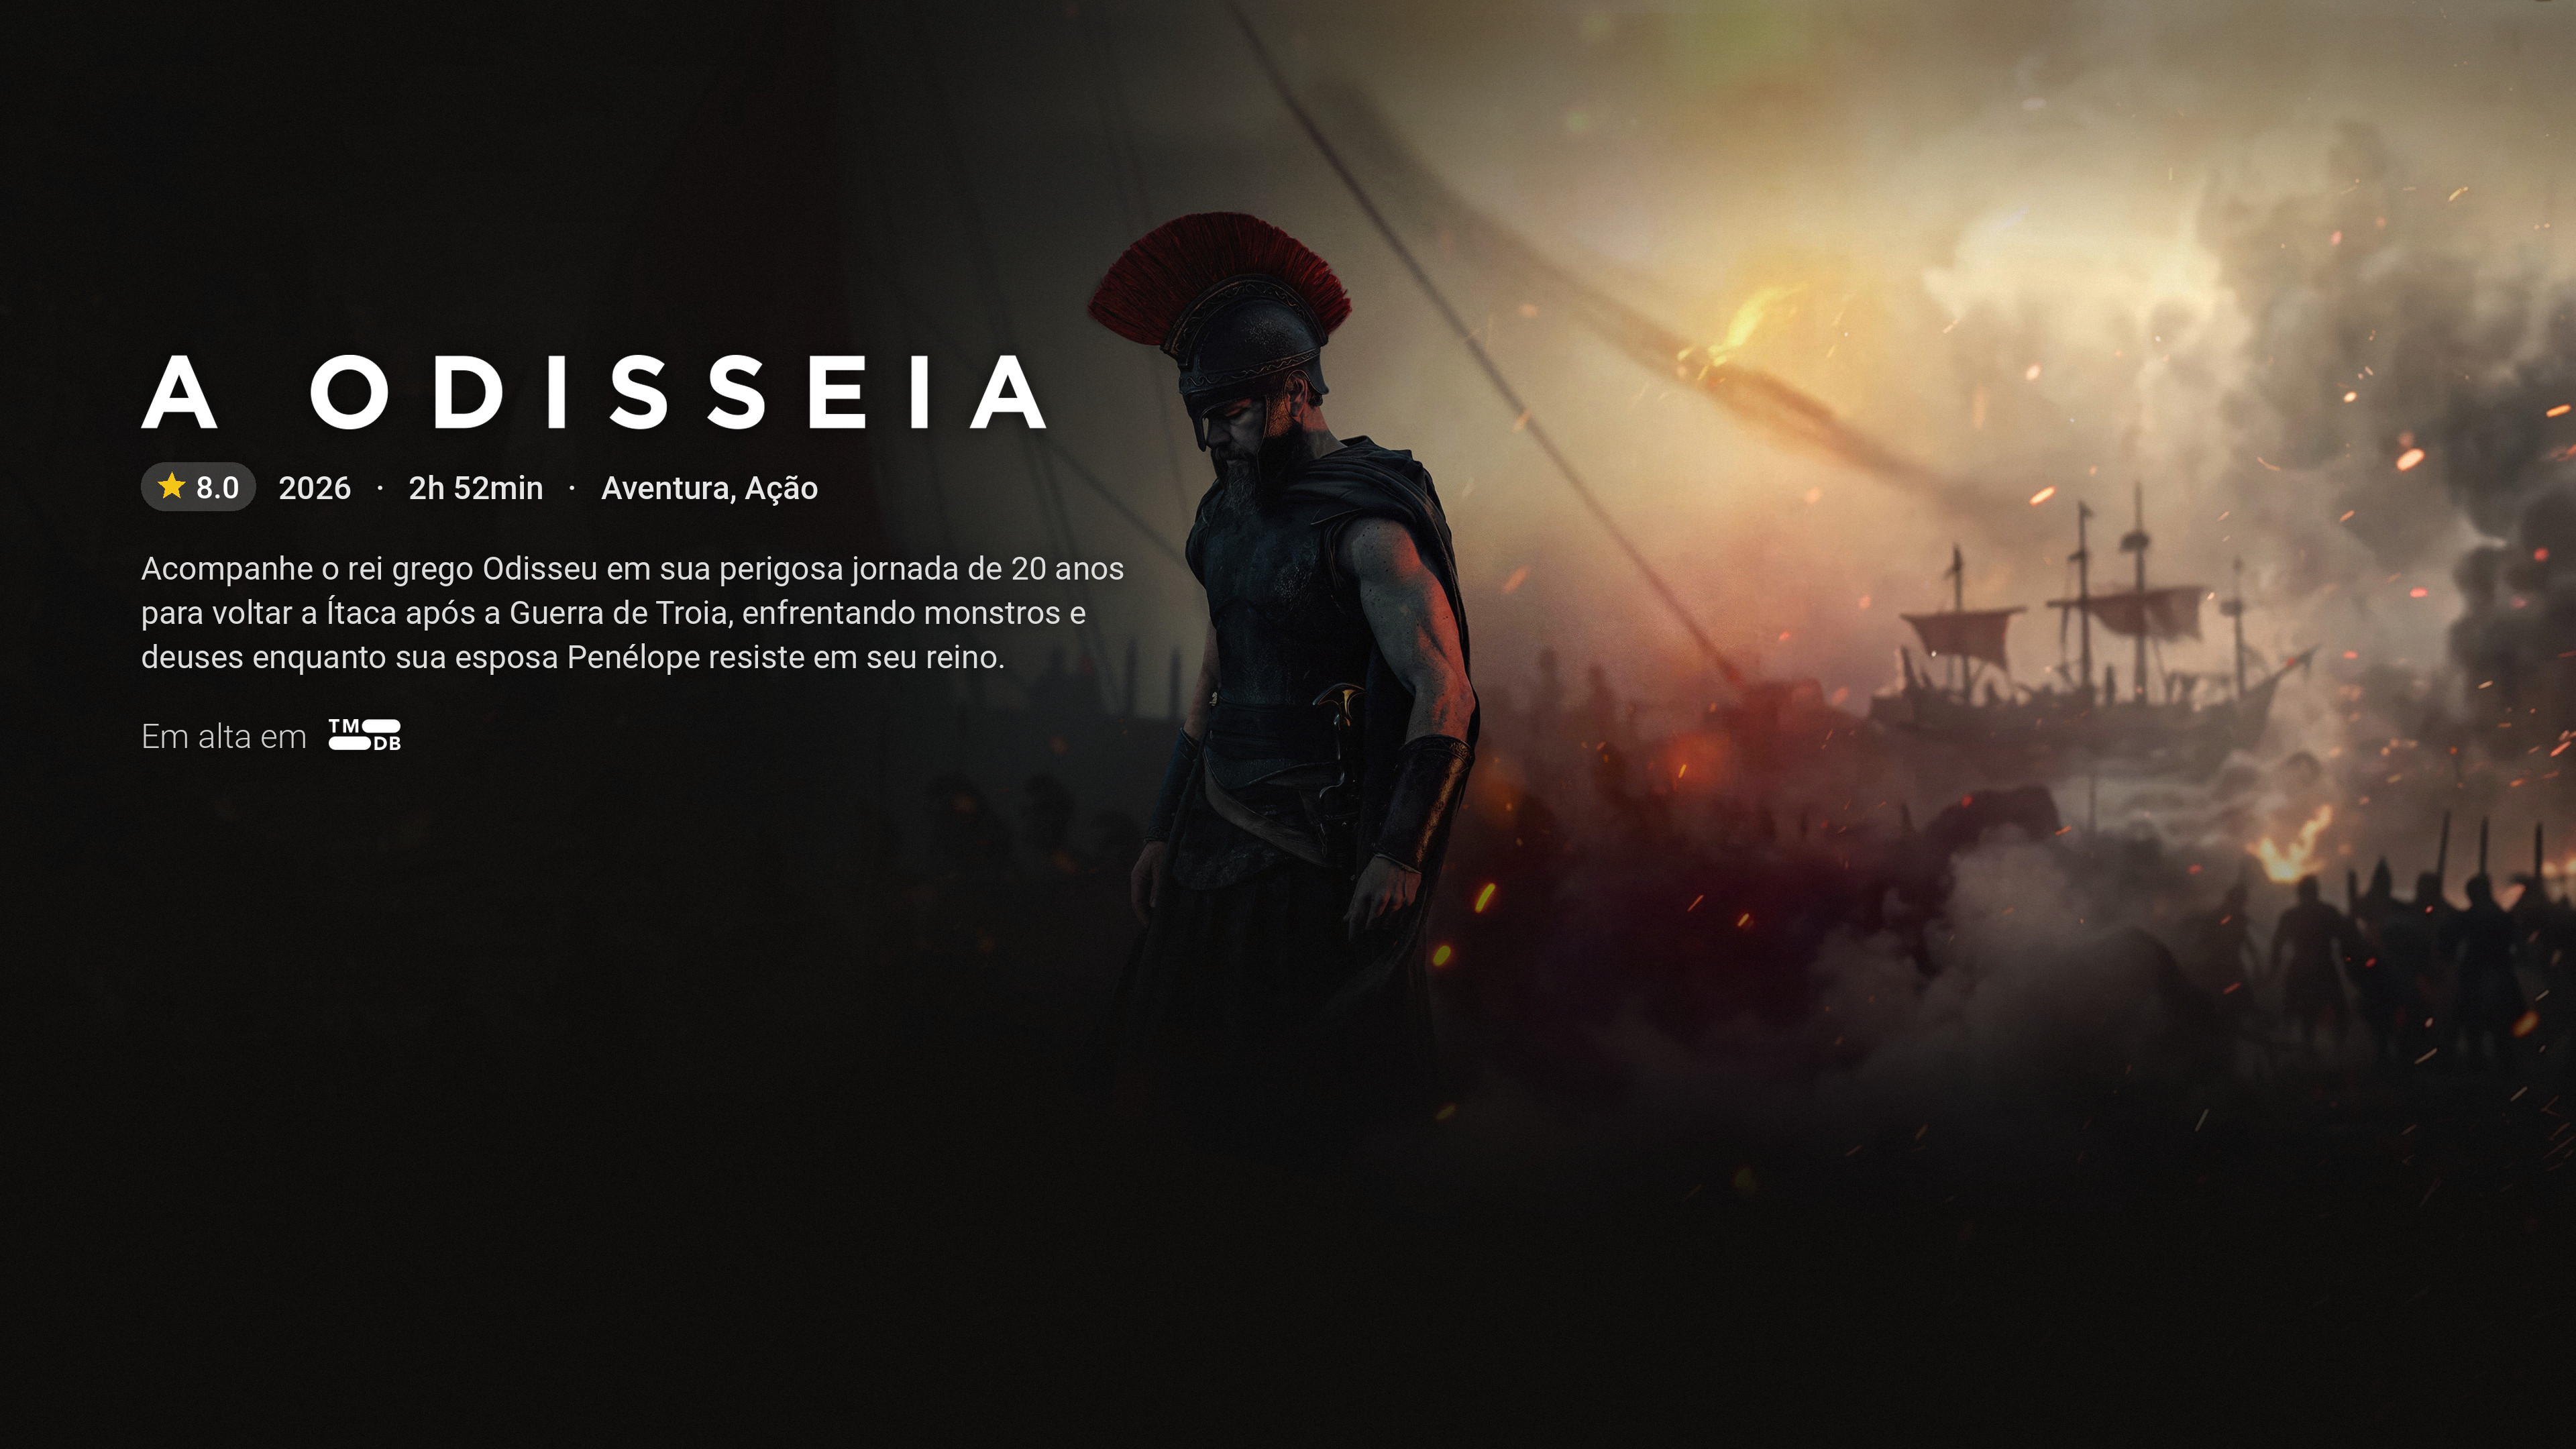 A ODISSEIA
8.0 2026 · 2h 52min · Aventura, Ação
Acompanhe o rei grego Odisseu em sua perigosa jornada de 20 anos
para voltar a Ítaca após a Guerra de Troia, enfrentando monstros e
deuses enquanto sua esposa Penélope resiste em seu reino.
Em alta em TM
DB